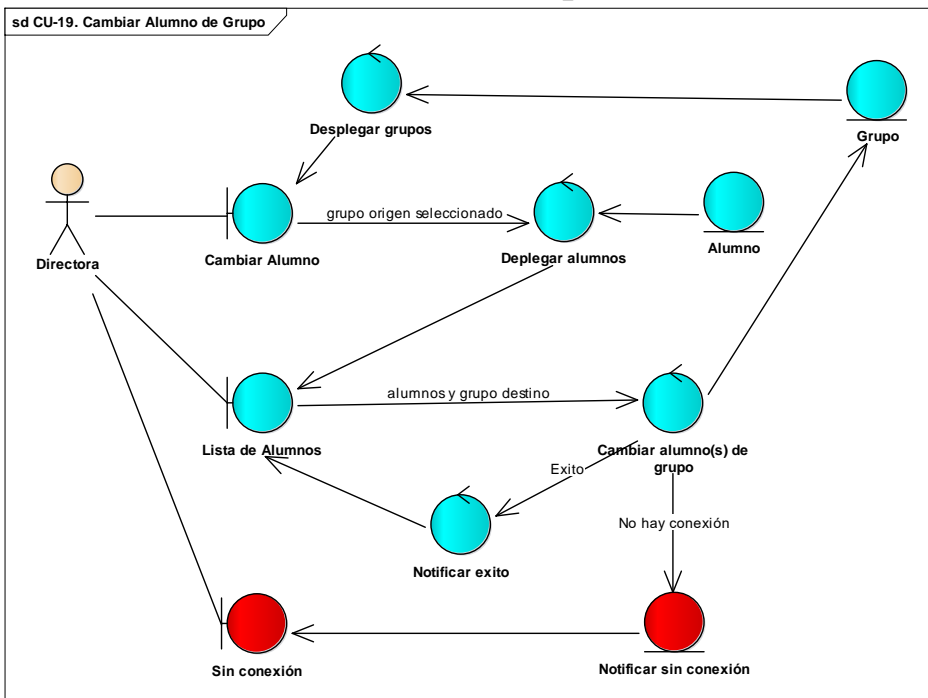 sd CU-19. Cambiar Alumno de Grupo
Desplegar grupos
Grupo
Directora
Cambiar Alumno
grupo origen seleccionado
Deplegar alumnos
Alumno
Lista de Alumnos
alumnos y grupo destino
Cambiar alumno(s) de
grupo
Exito
Notificar exito
No hay conexión
Sin conexión
Notificar sin conexión